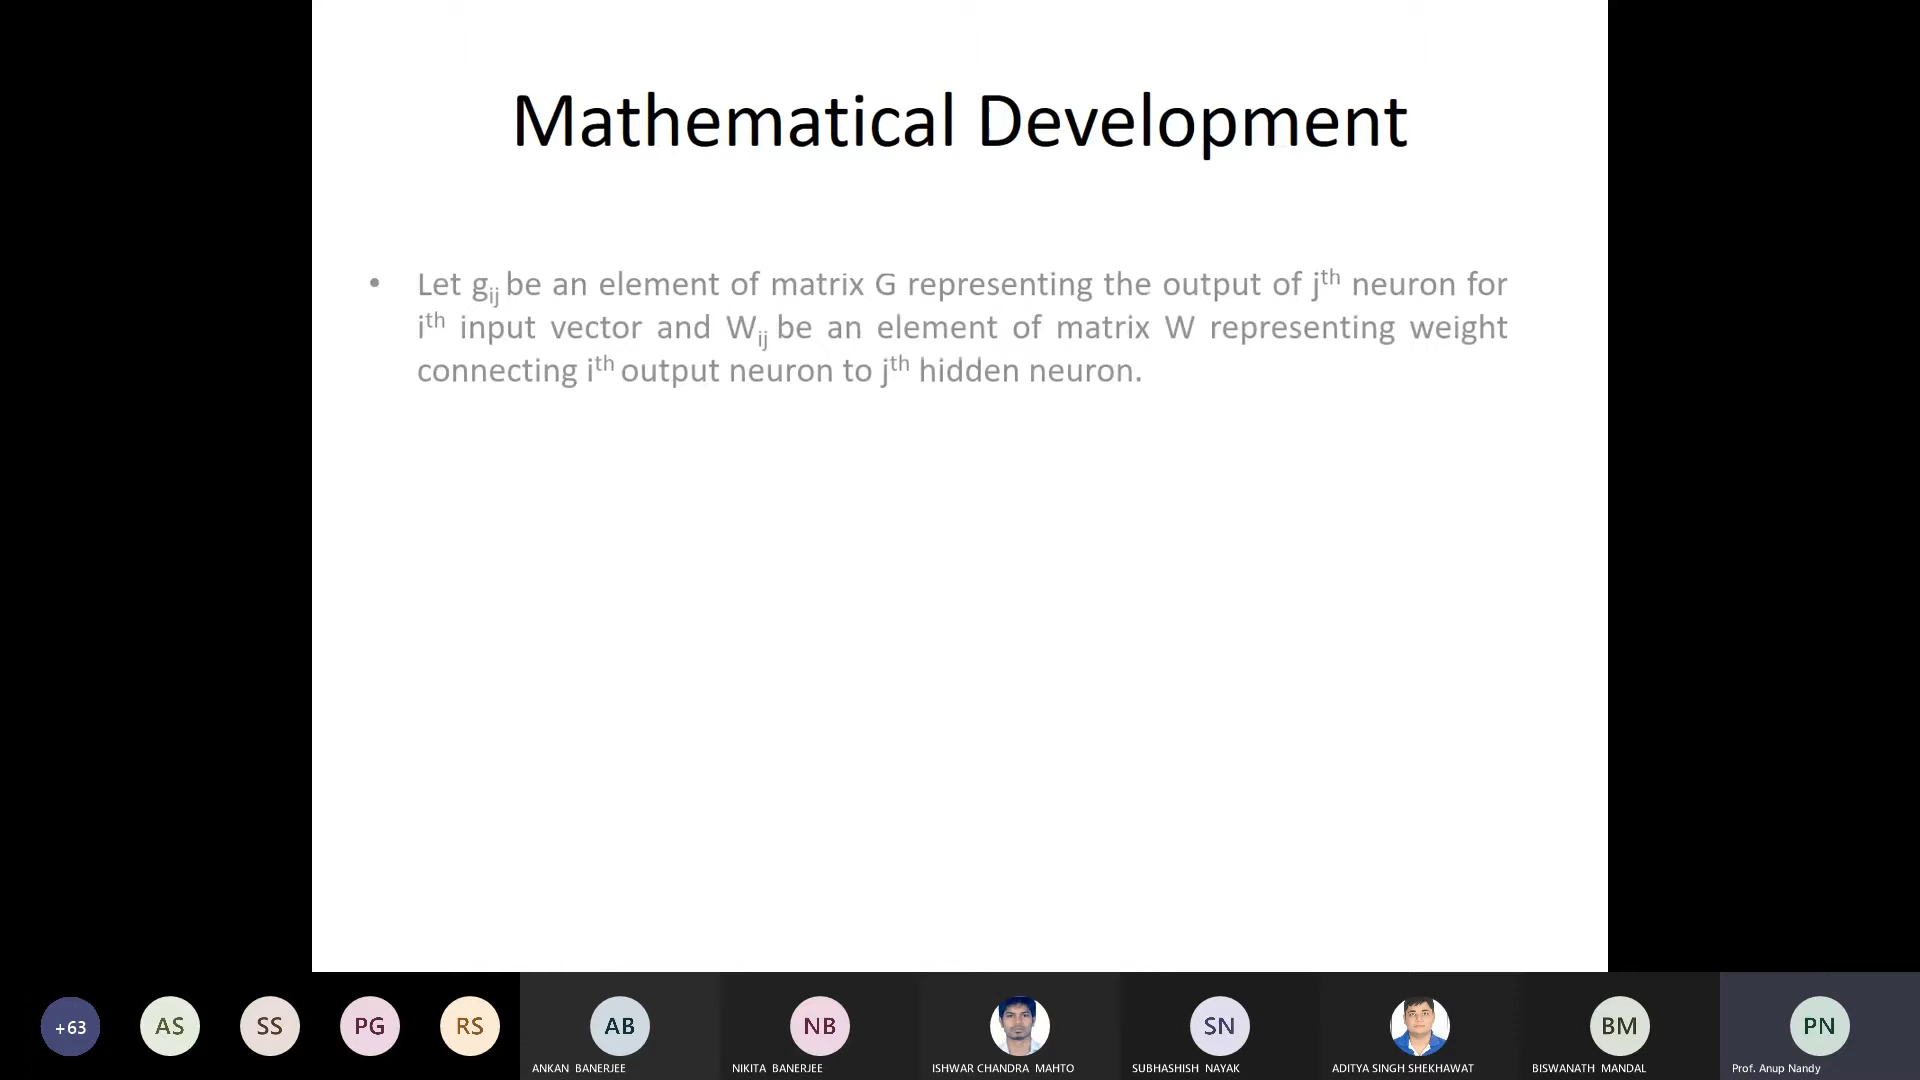 Mathematical Development
• Let gij be an element of matrix G representing the output of jth neuron for
ith input vector and Wij be an element of matrix W representing weight
connecting ith output neuron to jth hidden neuron.
+63 AS SS PG RS AB NB SN BM PN
ANKAN BANERJEE NIKITA BANERJEE ISHWAR CHANDRA MAHTO SUBHASHISH NAYAK ADITYA SINGH SHEKHAWAT BISWANATH MANDAL Prof. Anup Nandy